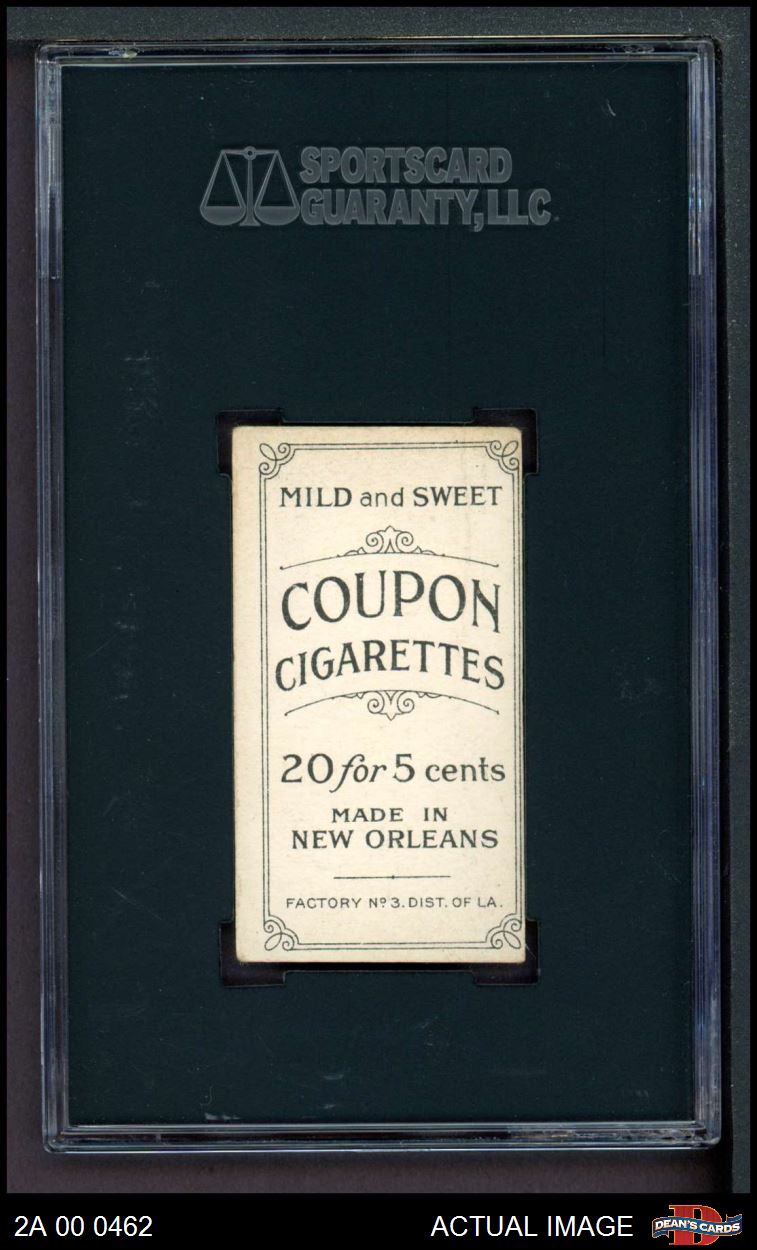 SPORTSCARD
GUARANTY, LLC
MILD and SWEET
COUPON
CIGARETTES
20 for 5 cents
MADE IN
NEW ORLEANS
FACTORY Nº 3. DIST. OF LA.
2A 00 0462
ACTUAL IMAGE
D
DEAN'S CARDS